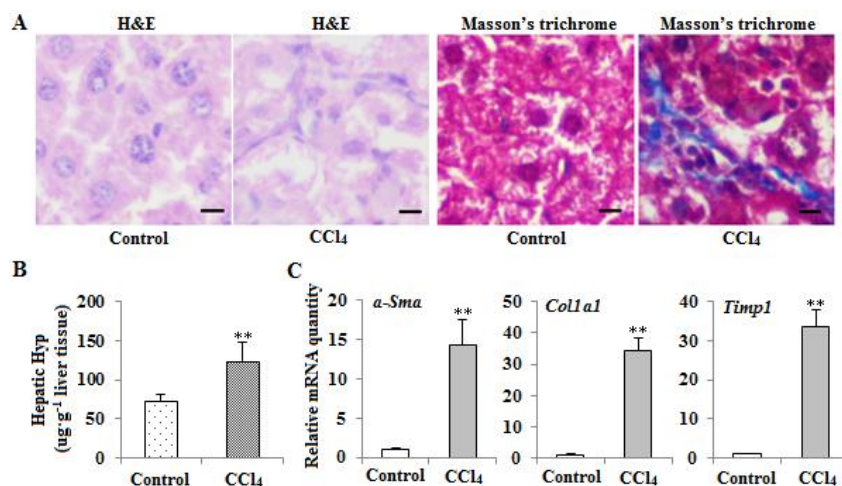 A
H&E
H&E
Masson's trichrome
Masson's trichrome
Control
CCl₄
Control
CCl₄
B
Hepatic Hyp
(ug·g⁻¹ liver tissue)
200
150
100
50
0
**
Control
CCl₄
C
Relative mRNA quantity
20
15
10
5
0
a-Sma
**
Control
CCl₄
50
40
30
20
10
0
Col1a1
**
Control
CCl₄
40
30
20
10
0
Timp1
**
Control
CCl₄